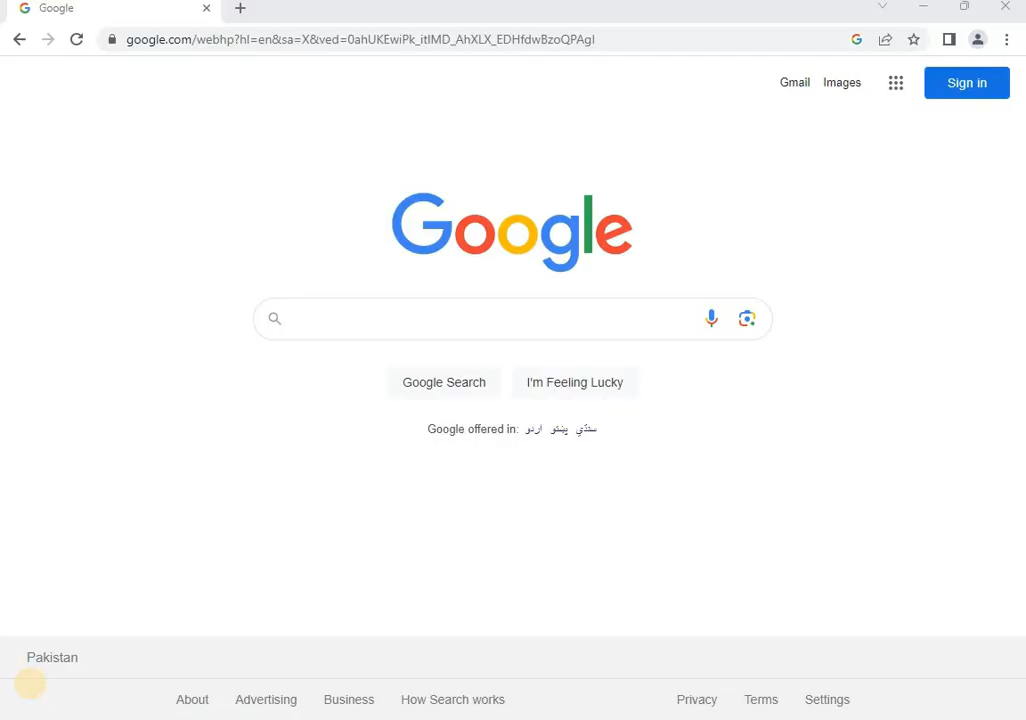 Google
google.com/webhp?hl=en&sa=X&ved=0ahUKEwiPk_itlMD_AhXLX_EDHfdwBzoQPAgI
Gmail Images Sign in
Google
Google Search I'm Feeling Lucky
Google offered in: اردو پښتو سنڌي
Pakistan
About Advertising Business How Search works Privacy Terms Settings